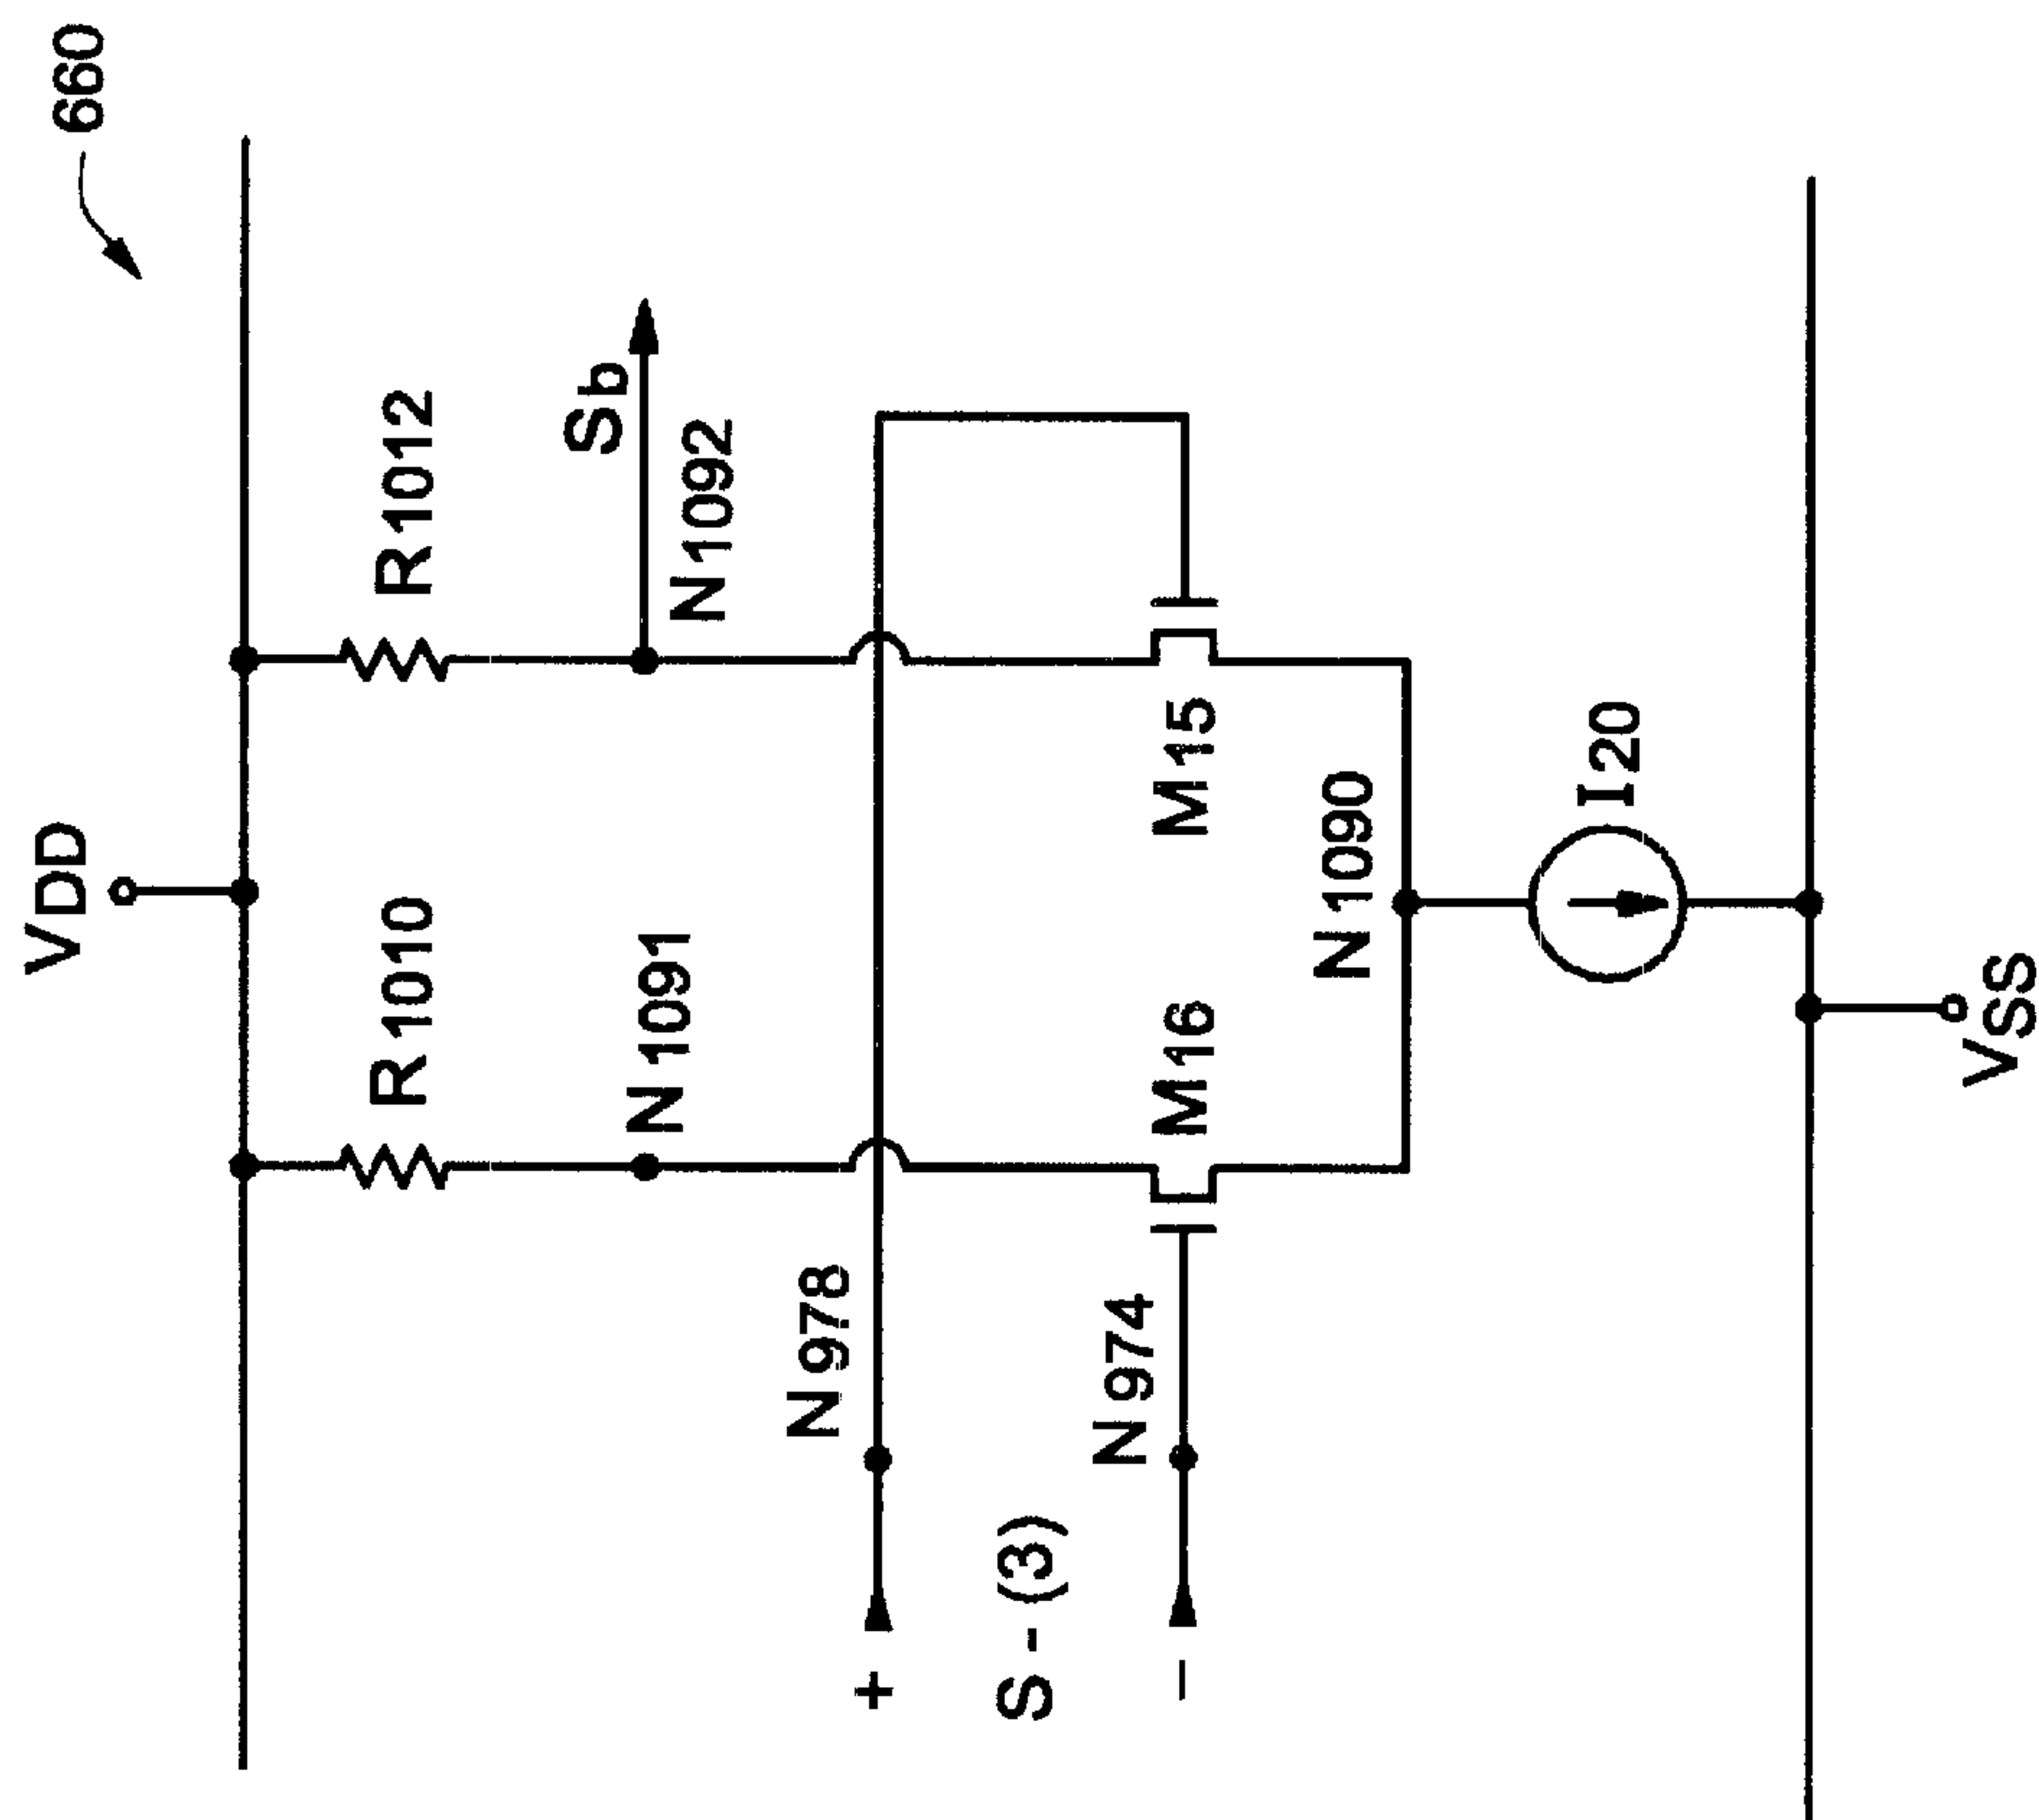 660
VDD
R1010
R1012
Sb
N1091
N1092
N978
+
S-(3)
N974
−
M16
M15
N1090
I20
VSS